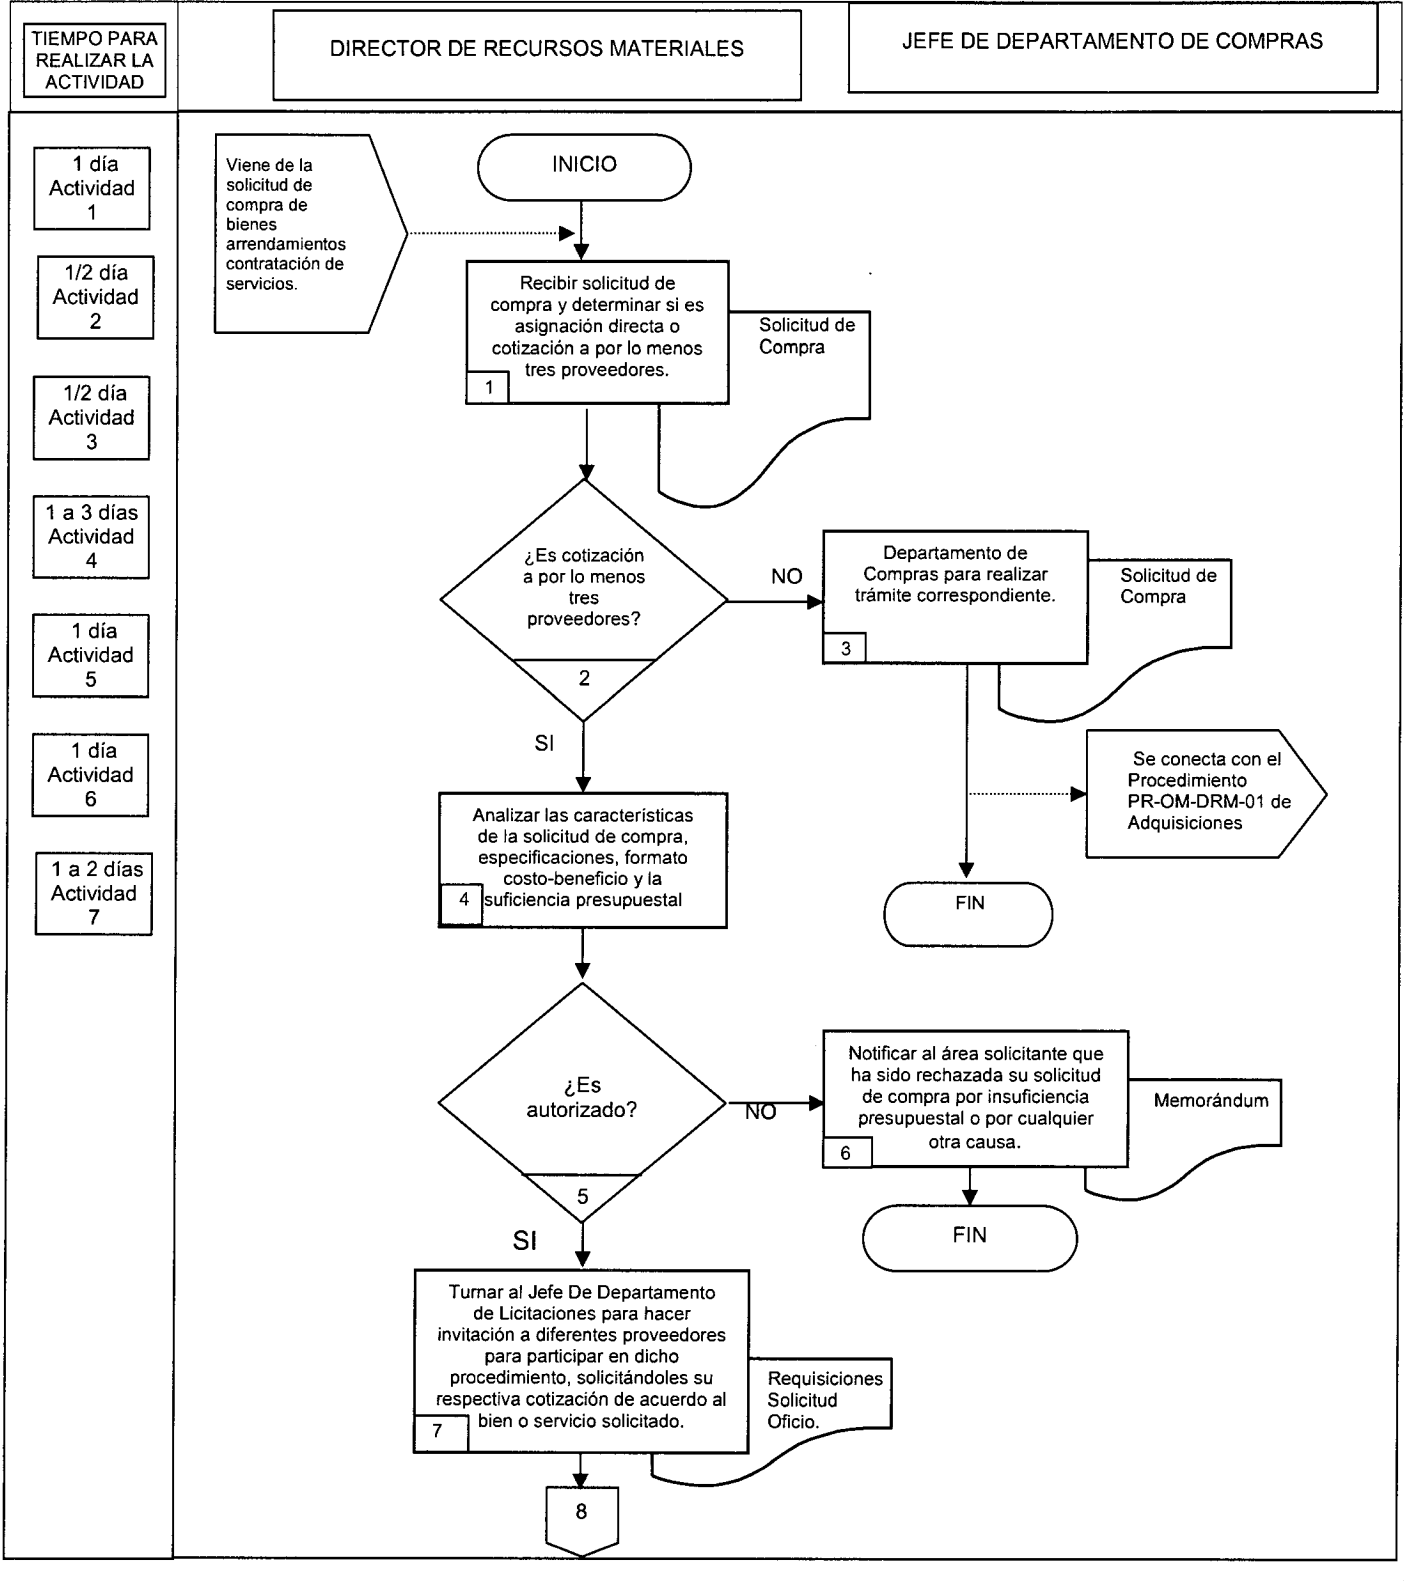 TIEMPO PARA
REALIZAR LA
ACTIVIDAD
DIRECTOR DE RECURSOS MATERIALES
JEFE DE DEPARTAMENTO DE COMPRAS
1 día
Actividad
1
1/2 día
Actividad
2
1/2 día
Actividad
3
1 a 3 días
Actividad
4
1 día
Actividad
5
1 día
Actividad
6
1 a 2 días
Actividad
7
Viene de la
solicitud de
compra de
bienes
arrendamientos
contratación de
servicios.
INICIO
Recibir solicitud de
compra y determinar si es
asignación directa o
cotización a por lo menos
tres proveedores.
1
Solicitud de
Compra
¿Es cotización
a por lo menos
tres
proveedores?
2
NO
Departamento de
Compras para realizar
trámite correspondiente.
3
Solicitud de
Compra
Se conecta con el
Procedimiento
PR-OM-DRM-01 de
Adquisiciones
FIN
SI
Analizar las características
de la solicitud de compra,
especificaciones, formato
costo-beneficio y la
suficiencia presupuestal
4
¿Es
autorizado?
5
NO
Notificar al área solicitante que
ha sido rechazada su solicitud
de compra por insuficiencia
presupuestal o por cualquier
otra causa.
6
Memorándum
FIN
SI
Turnar al Jefe De Departamento
de Licitaciones para hacer
invitación a diferentes proveedores
para participar en dicho
procedimiento, solicitándoles su
respectiva cotización de acuerdo al
bien o servicio solicitado.
7
Requisiciones
Solicitud
Oficio.
8